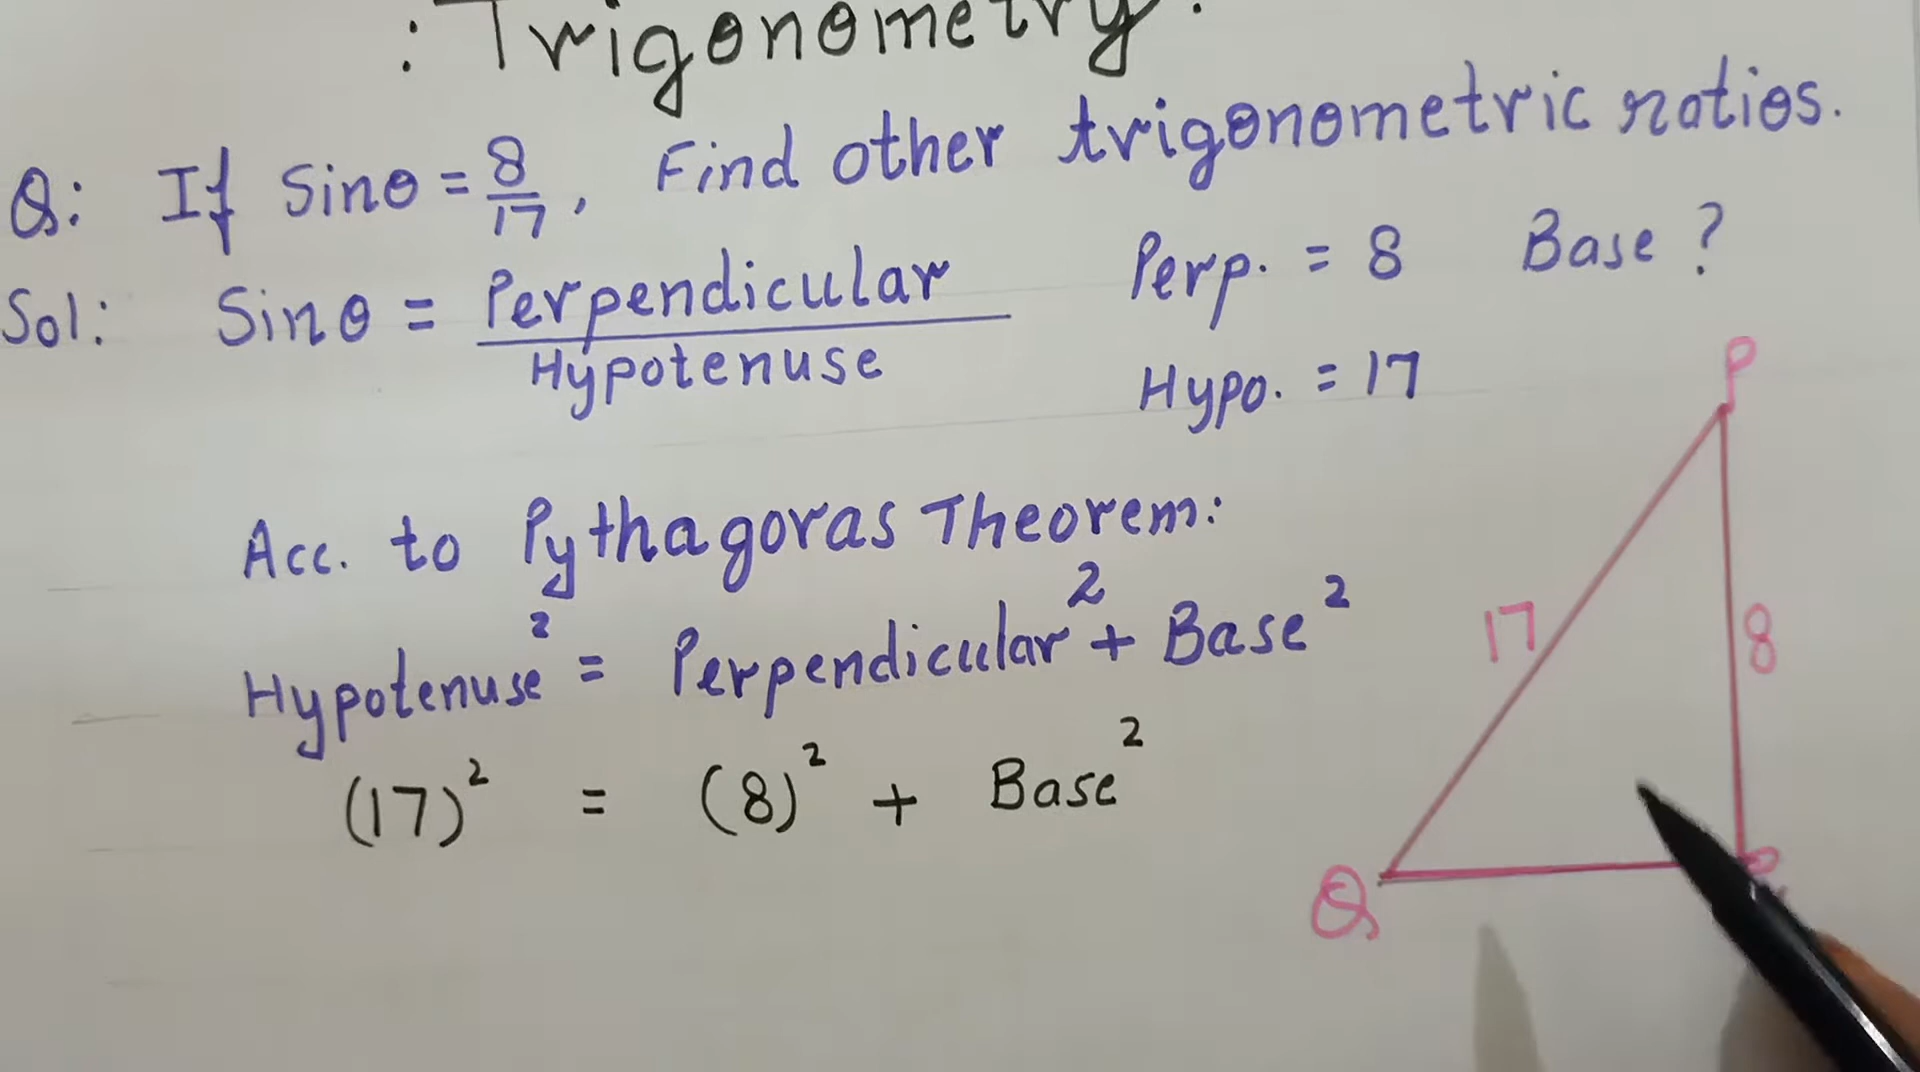 : Trigonometry :
Q: If Sinθ = 8/17, Find other trigonometric ratios.
Sol: Sinθ = Perpendicular/Hypotenuse
Perp. = 8 Base ?
Hypo. = 17
Acc. to Pythagoras Theorem:
Hypotenuse² = Perpendicular² + Base²
(17)² = (8)² + Base²
P
17
8
Q